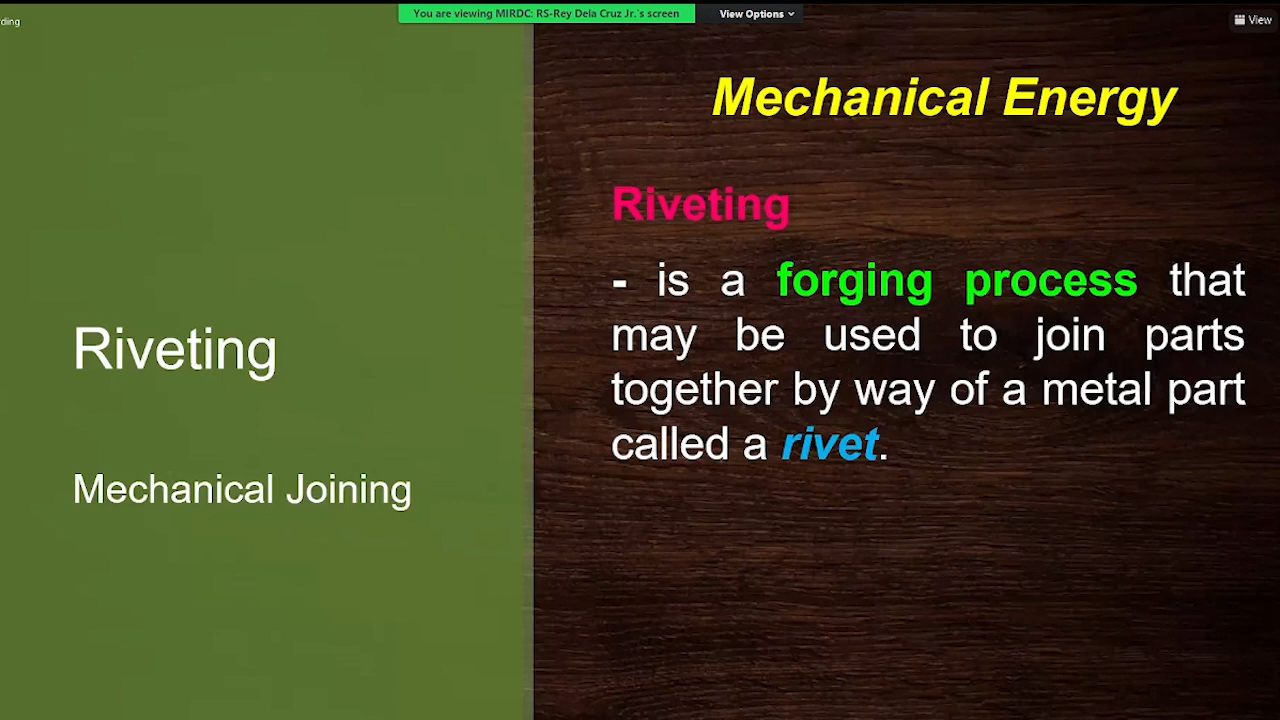 ding
You are viewing MIRDC: RS-Rey Dela Cruz Jr.'s screen
View Options
View
Mechanical Energy
Riveting
- is a forging process that
may be used to join parts
together by way of a metal part
called a rivet.
Riveting
Mechanical Joining